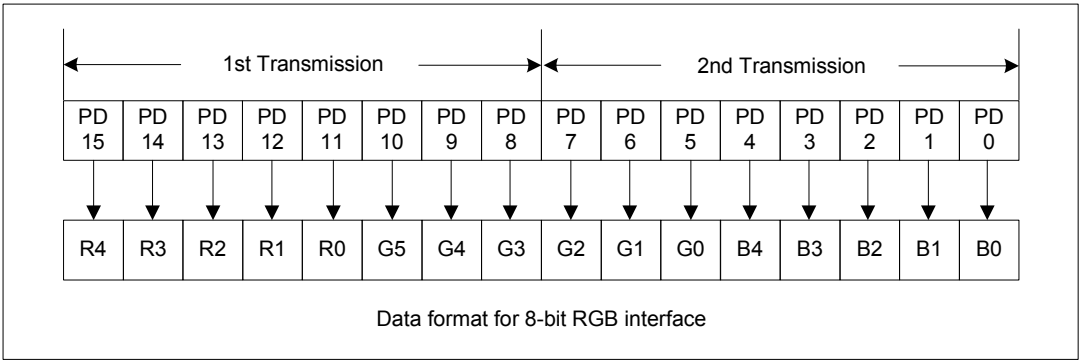 1st Transmission 2nd Transmission
PD PD PD PD PD PD PD PD PD PD PD PD PD PD PD PD
15 14 13 12 11 10 9 8 7 6 5 4 3 2 1 0
R4 R3 R2 R1 R0 G5 G4 G3 G2 G1 G0 B4 B3 B2 B1 B0
Data format for 8-bit RGB interface